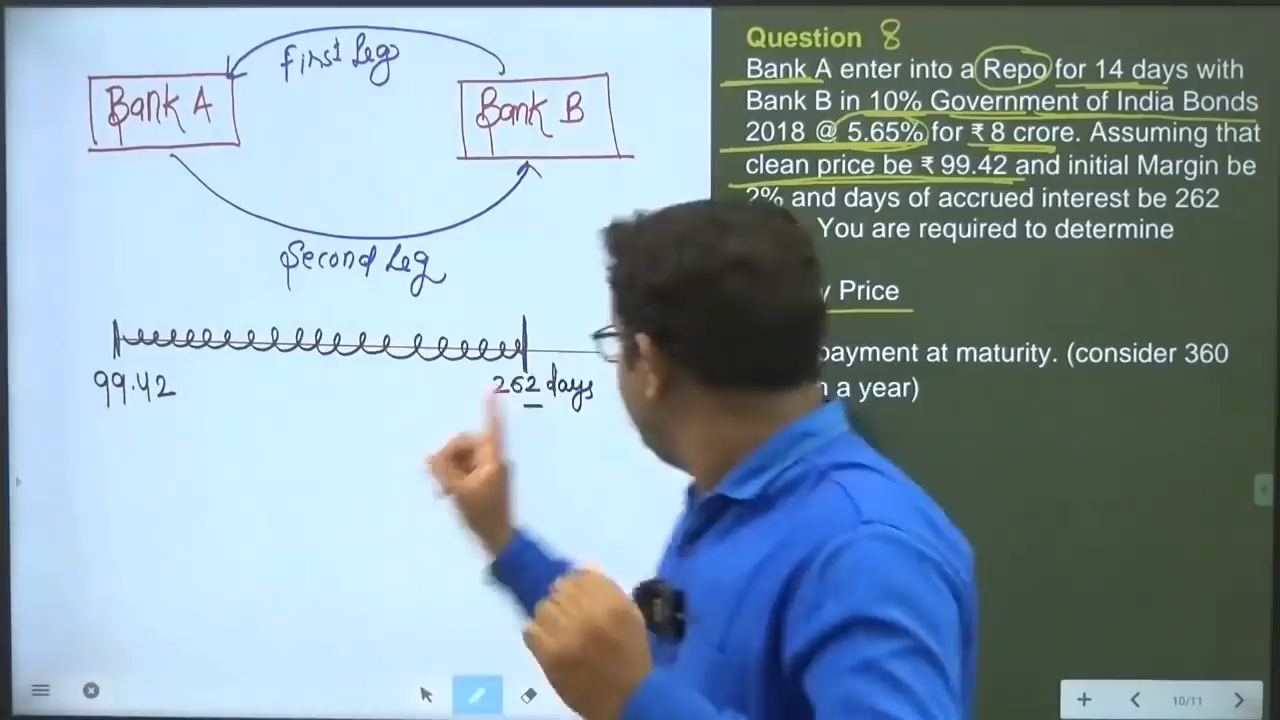 First Leg
Bank A
Bank B
Second Leg
99.42
262 days
Question 8
Bank A enter into a Repo for 14 days with
Bank B in 10% Government of India Bonds
2018 @ 5.65% for ₹ 8 crore. Assuming that
clean price be ₹ 99.42 and initial Margin be
2% and days of accrued interest be 262
You are required to determine
Price
payment at maturity. (consider 360
a year)
10/11